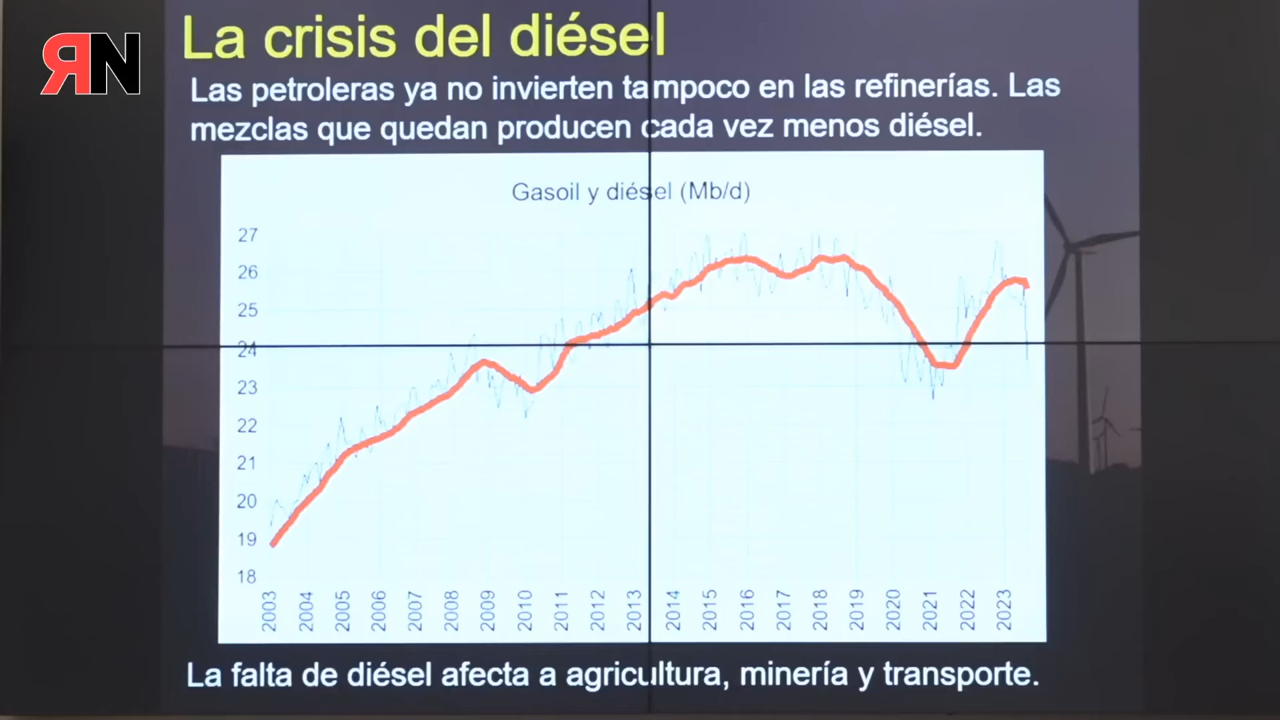 ЯN
La crisis del diésel
Las petroleras ya no invierten tampoco en las refinerías. Las
mezclas que quedan producen cada vez menos diésel.
Gasoil y diésel (Mb/d)
27
26
25
24
23
22
21
20
19
18
2003 2004 2005 2006 2007 2008 2009 2010 2011 2012 2013 2014 2015 2016 2017 2018 2019 2020 2021 2022 2023
La falta de diésel afecta a agricultura, minería y transporte.